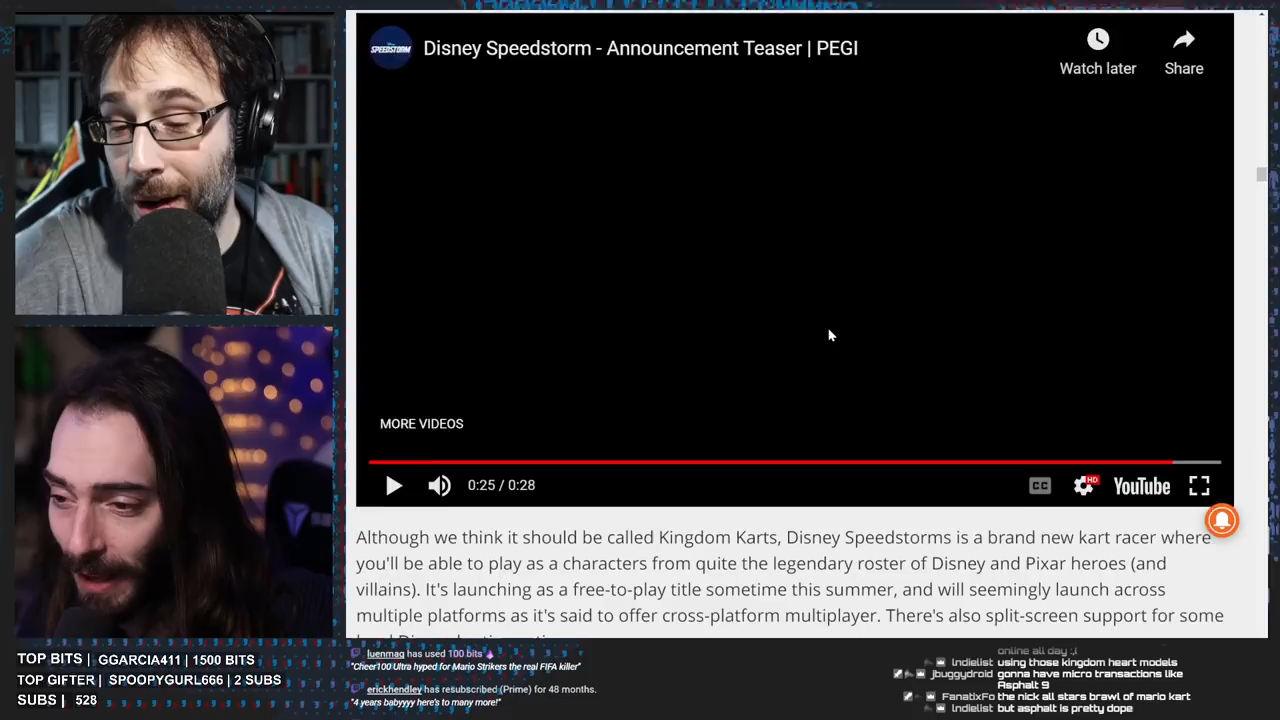 SPEEDSTORM
Disney Speedstorm - Announcement Teaser | PEGI
Watch later
Share
MORE VIDEOS
0:25 / 0:28
CC
HD
YouTube
Although we think it should be called Kingdom Karts, Disney Speedstorms is a brand new kart racer where
you'll be able to play as a characters from quite the legendary roster of Disney and Pixar heroes (and
villains). It's launching as a free-to-play title sometime this summer, and will seemingly launch across
multiple platforms as it's said to offer cross-platform multiplayer. There's also split-screen support for some
TOP BITS | GGARCIA411 | 1500 BITS
TOP GIFTER | SPOOPYGURL666 | 2 SUBS
SUBS | 528
luenmag has used 100 bits
"Cheer100 Ultra hyped for Mario Strikers the real FIFA killer"
erickhendley has resubscribed (Prime) for 48 months.
"4 years babyyyy here's to many more!"
online all day ;(
lndielist using those kingdom heart models
jbuggydroid gonna have micro transactions like
Asphalt 9
FanatixFo the nick all stars brawl of mario kart
lndielist but asphalt is pretty dope